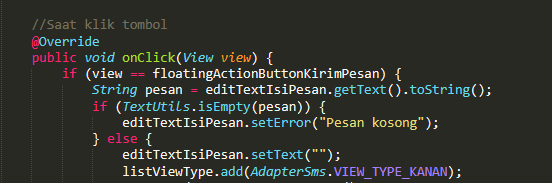 //Saat klik tombol
@Override
public void onClick(View view) {
if (view == floatingActionButtonKirimPesan) {
String pesan = editTextIsiPesan.getText().toString();
if (TextUtils.isEmpty(pesan)) {
editTextIsiPesan.setError("Pesan kosong");
} else {
editTextIsiPesan.setText("");
listViewType.add(AdapterSms.VIEW_TYPE_KANAN);